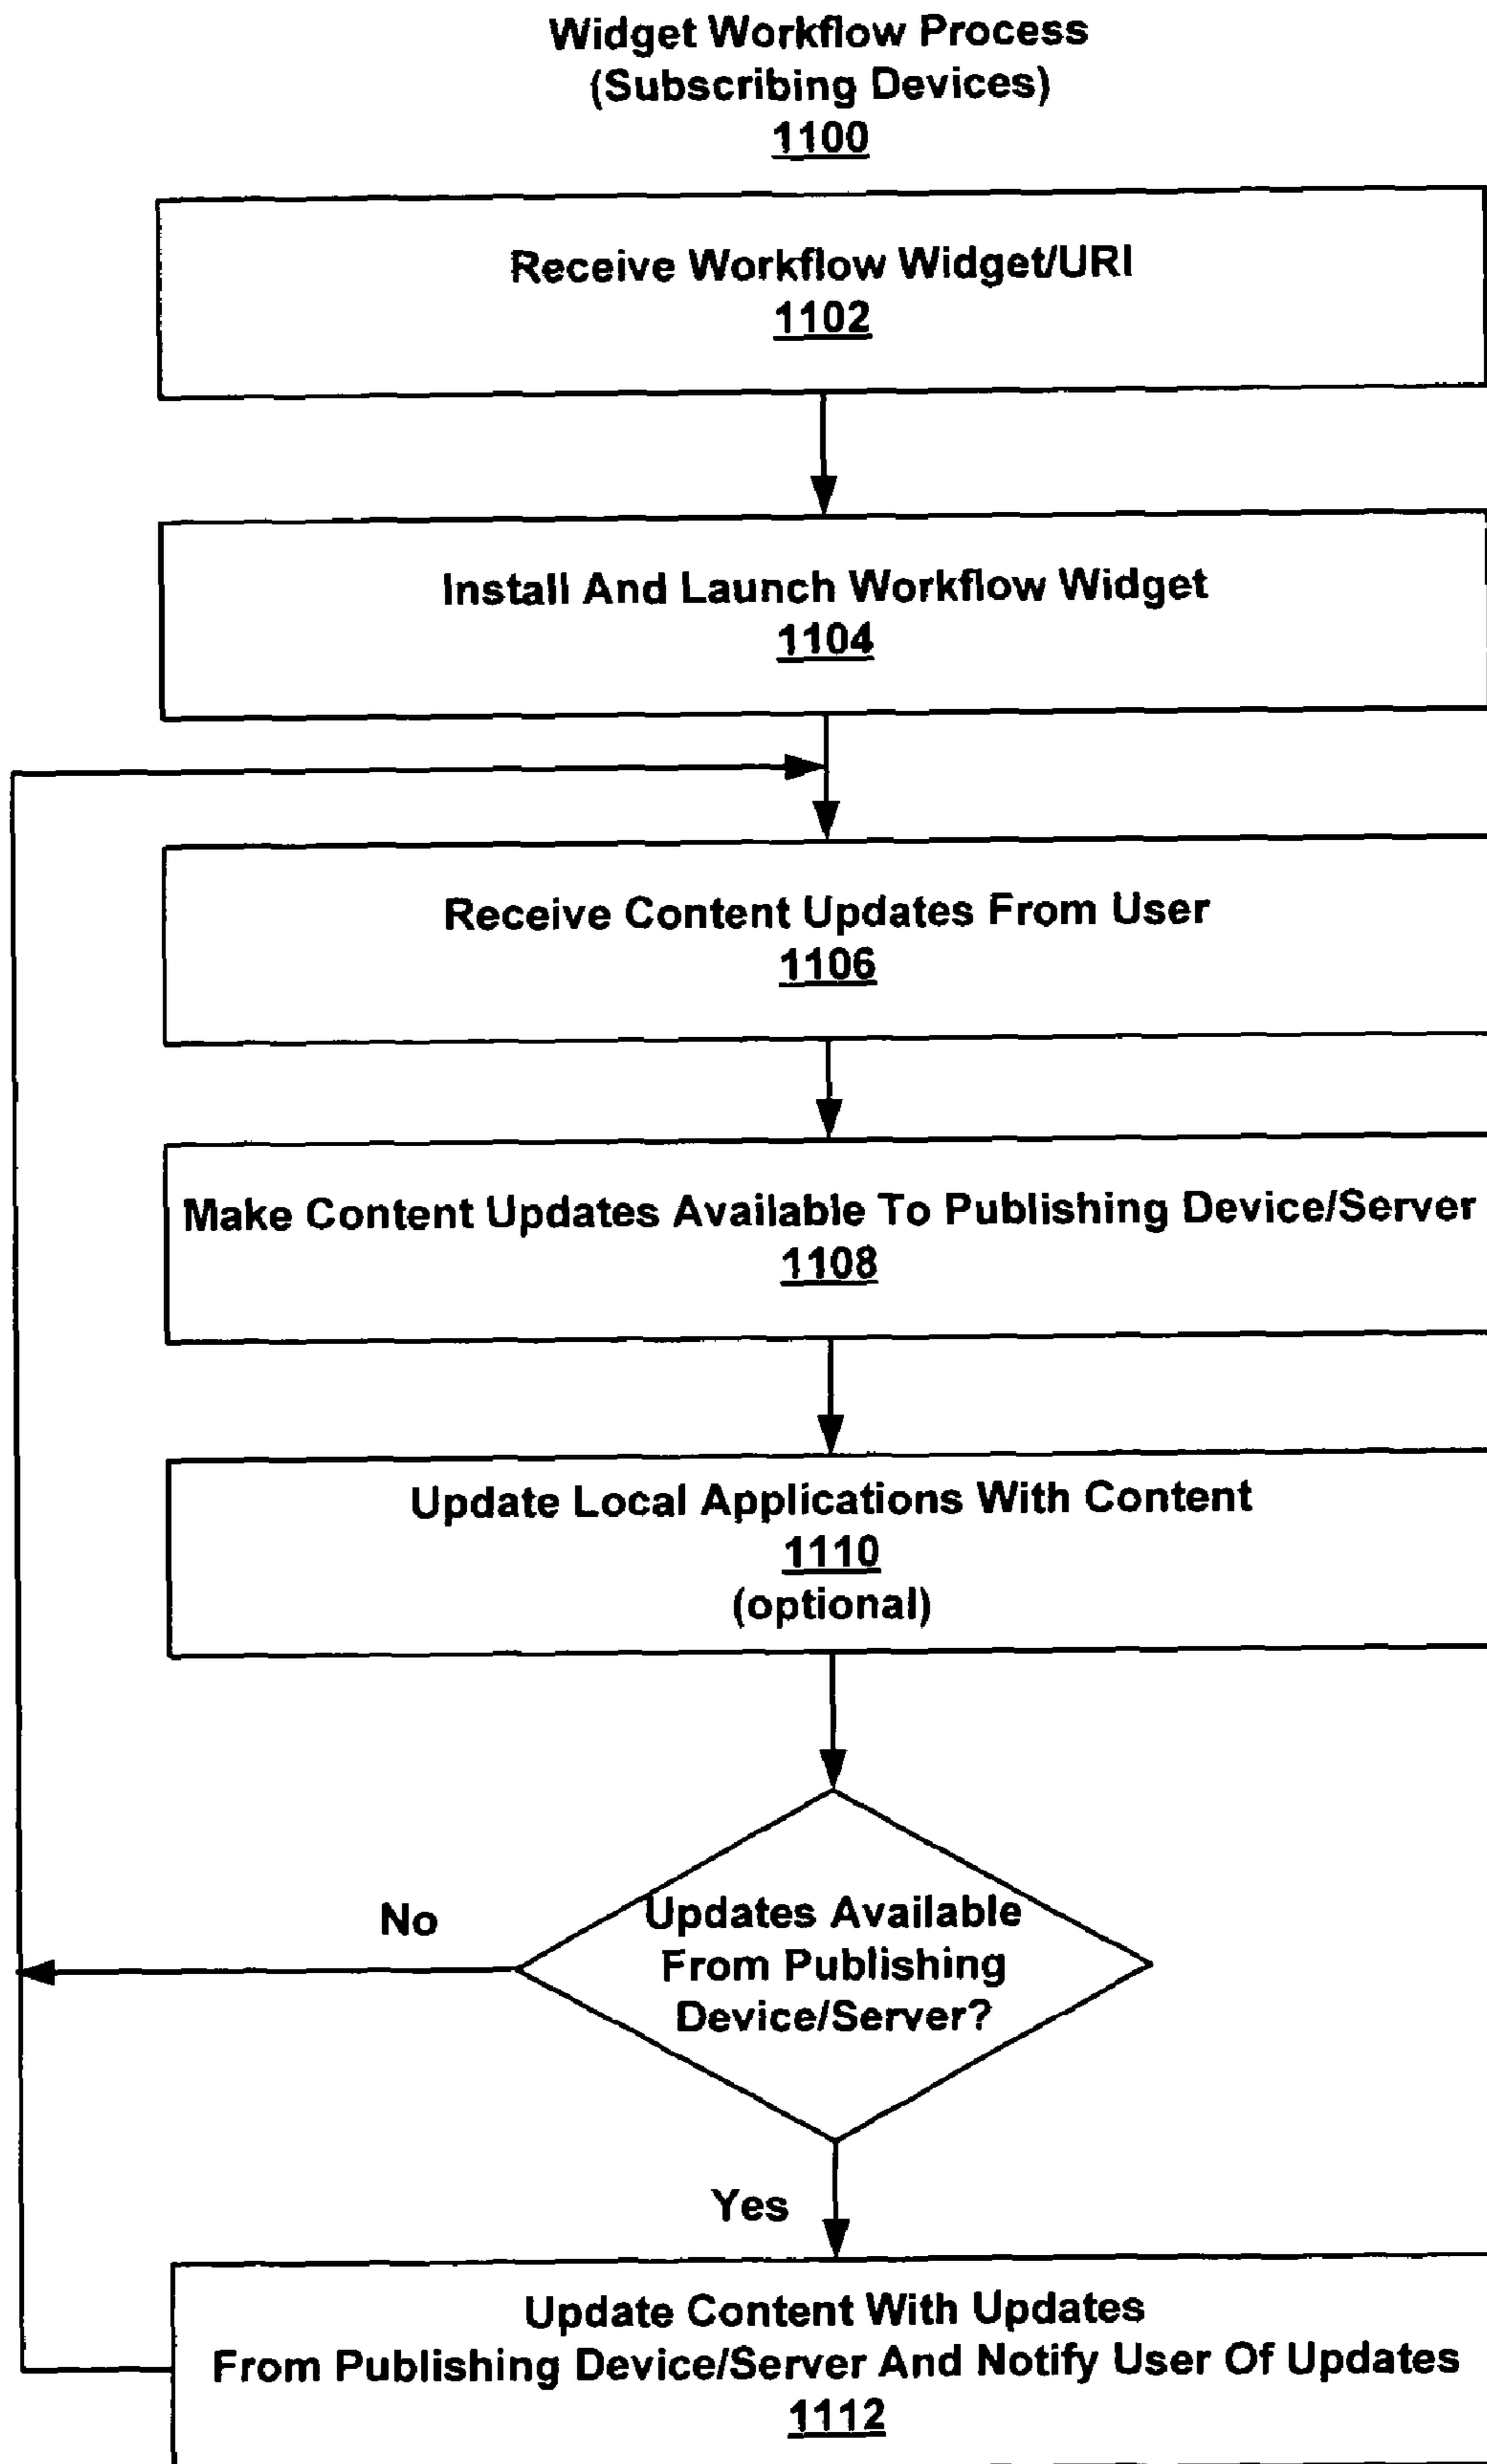 Widget Workflow Process
(Subscribing Devices)
1100
Receive Workflow Widget/URI
1102
Install And Launch Workflow Widget
1104
Receive Content Updates From User
1106
Make Content Updates Available To Publishing Device/Server
1108
Update Local Applications With Content
1110
(optional)
Updates Available
From Publishing
Device/Server?
No
Yes
Update Content With Updates
From Publishing Device/Server And Notify User Of Updates
1112